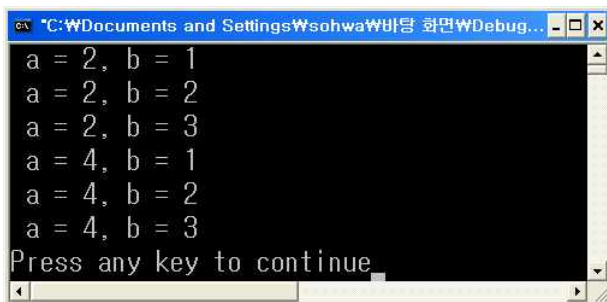 "C:₩Documents and Settings₩sohwa₩바탕 화면₩Debug...
a = 2, b = 1
a = 2, b = 2
a = 2, b = 3
a = 4, b = 1
a = 4, b = 2
a = 4, b = 3
Press any key to continue_